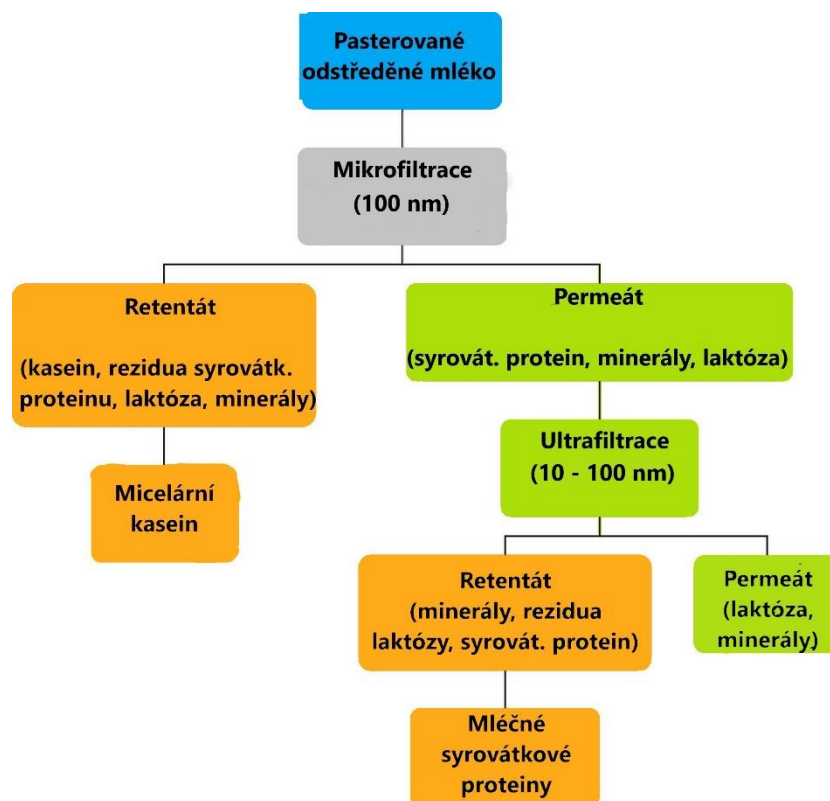 Pasterované
odstředěné mléko
Mikrofiltrace
(100 nm)
Retentát
(kasein, rezidua syrovátk.
proteinu, laktóza, minerály)
Micelární
kasein
Permeát
(syrovát. protein, minerály, laktóza)
Ultrafiltrace
(10 - 100 nm)
Retentát
(minerály, rezidua
laktózy, syrovát. protein)
Mléčné
syrovátkové
proteiny
Permeát
(laktóza,
minerály)